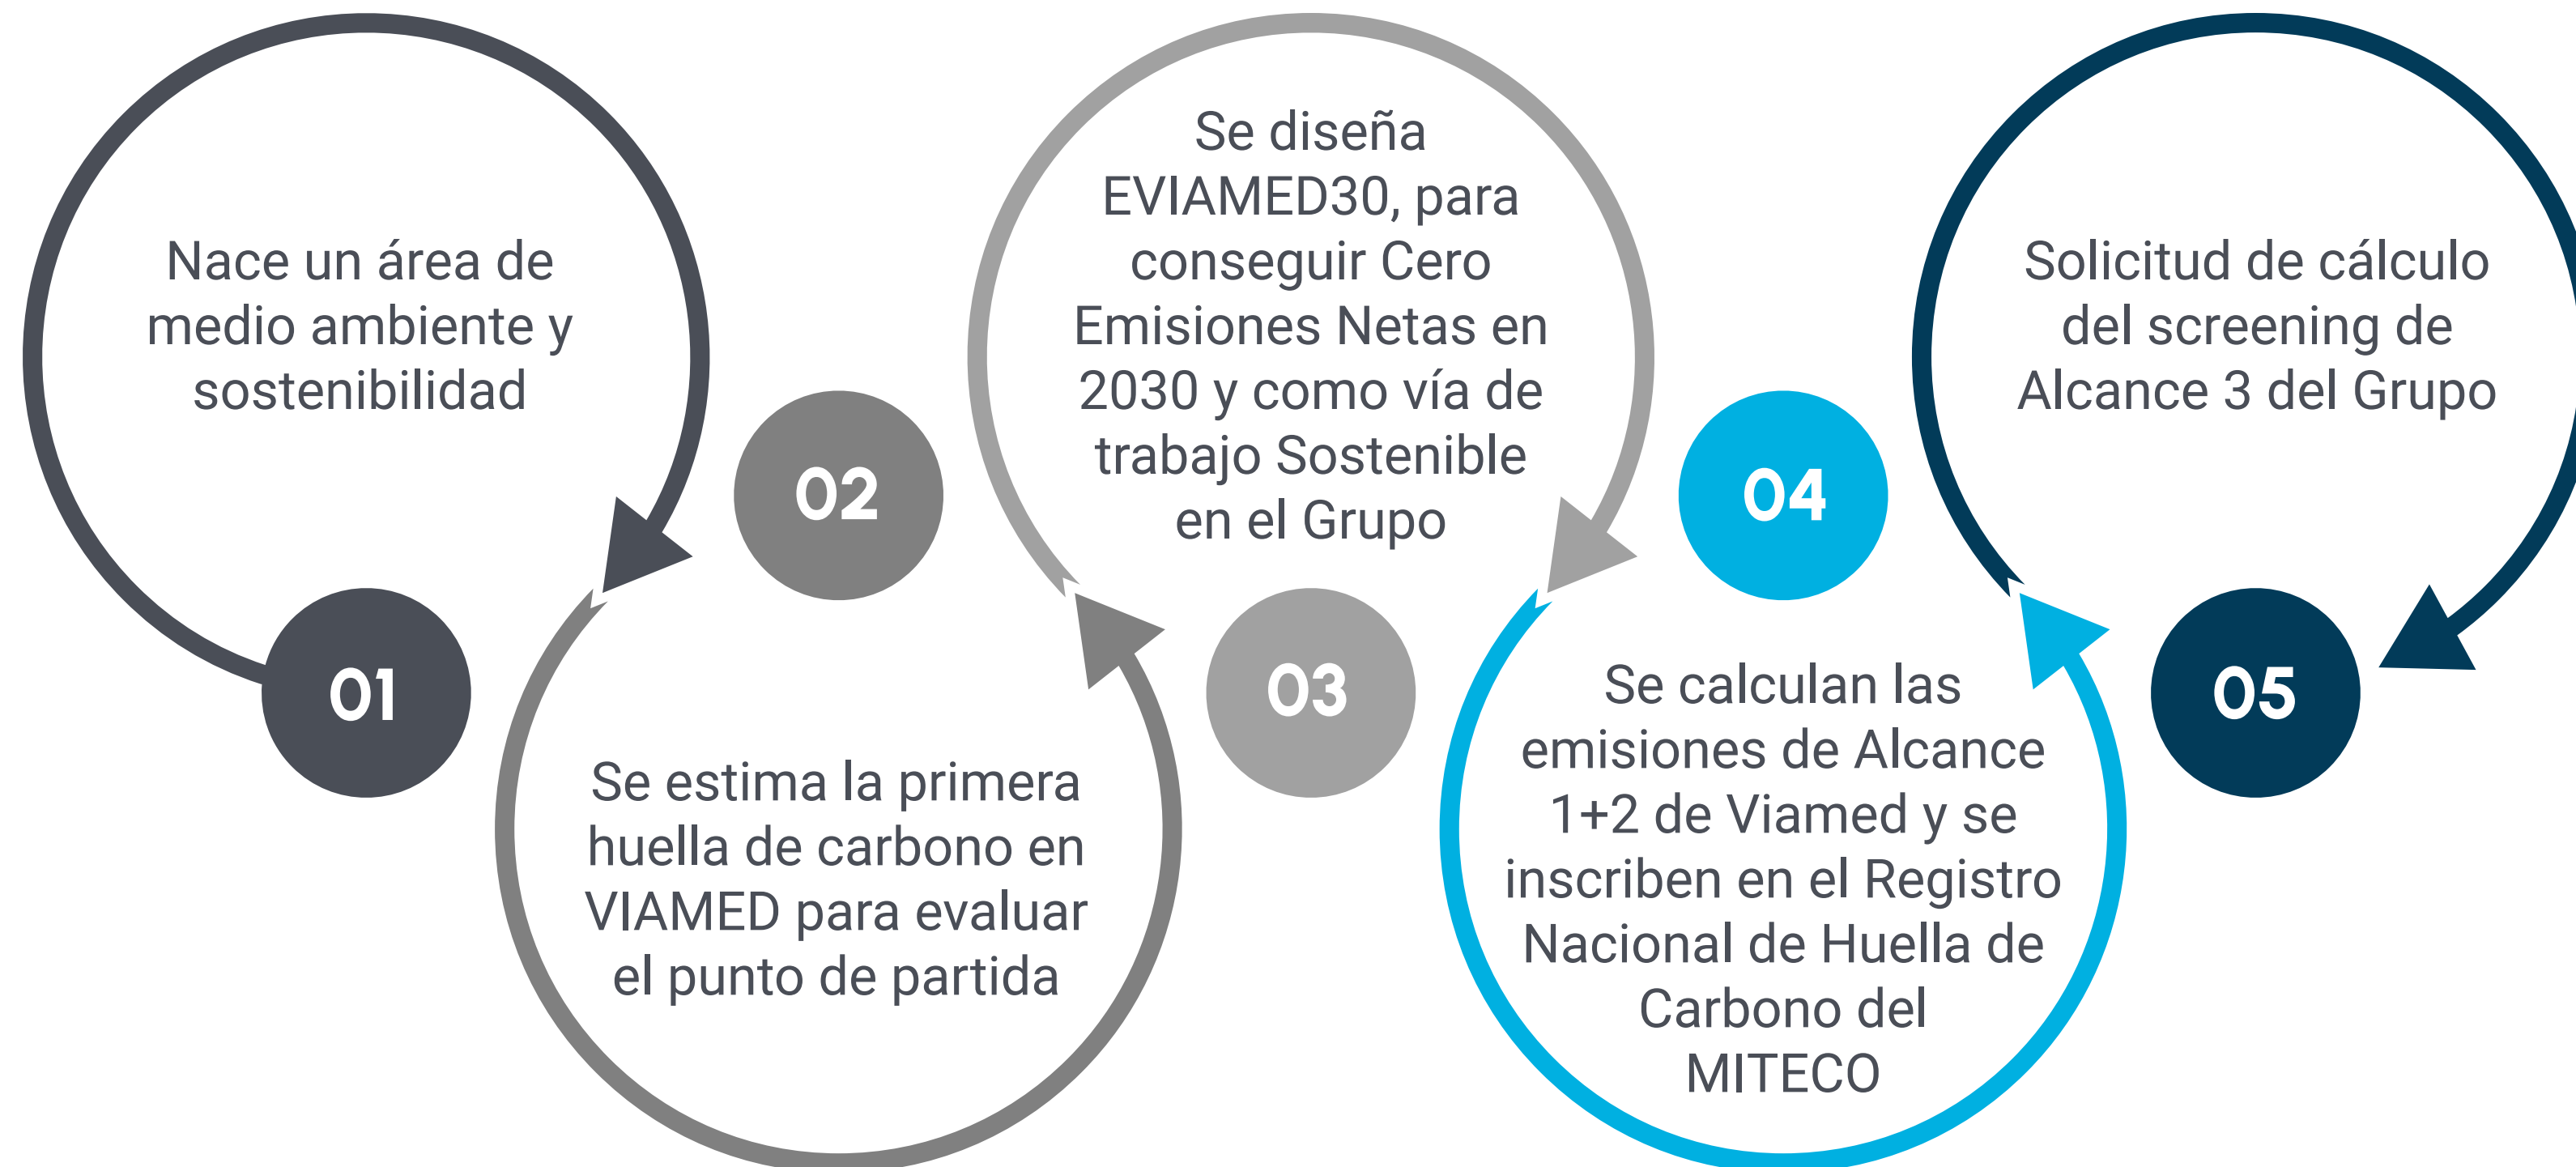 01
Nace un área de
medio ambiente y
sostenibilidad
02
Se estima la primera
huella de carbono en
VIAMED para evaluar
el punto de partida
03
Se diseña
EVIAMED30, para
conseguir Cero
Emisiones Netas en
2030 y como vía de
trabajo Sostenible
en el Grupo
04
Se calculan las
emisiones de Alcance
1+2 de Viamed y se
inscriben en el Registro
Nacional de Huella de
Carbono del
MITECO
05
Solicitud de cálculo
del screening de
Alcance 3 del Grupo